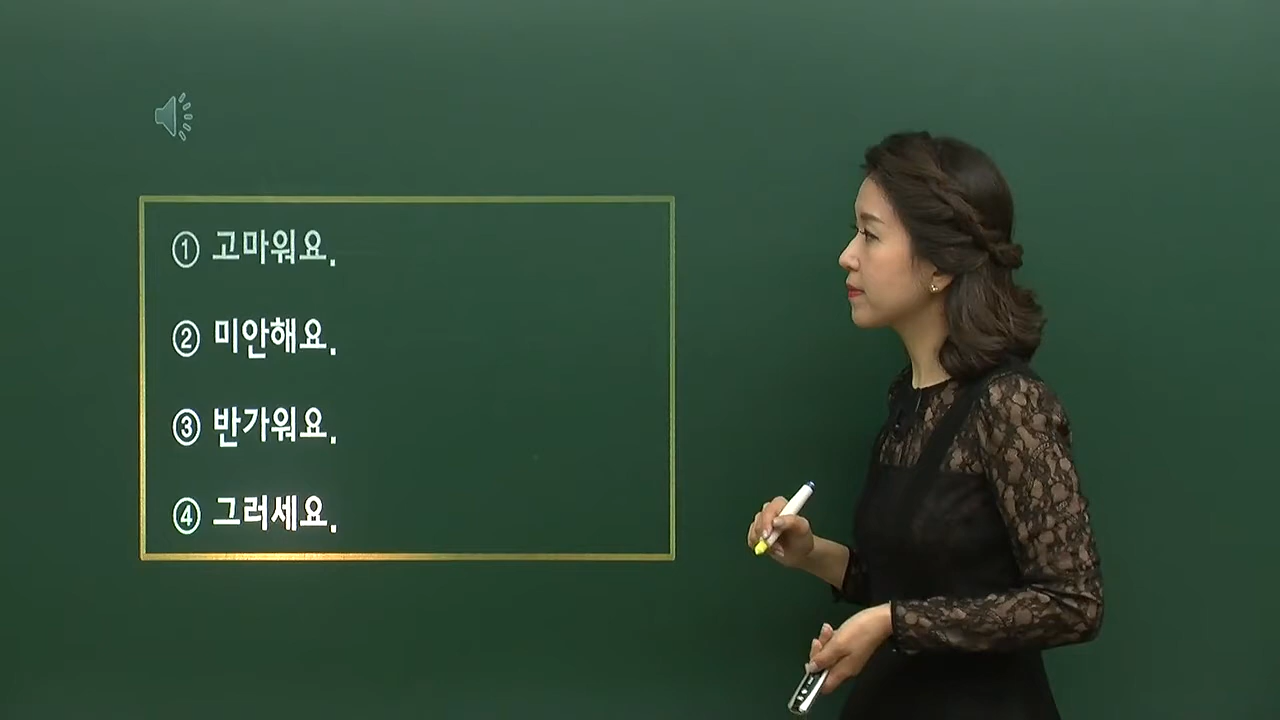 ① 고마워요.
② 미안해요.
③ 반가워요.
④ 그러세요.